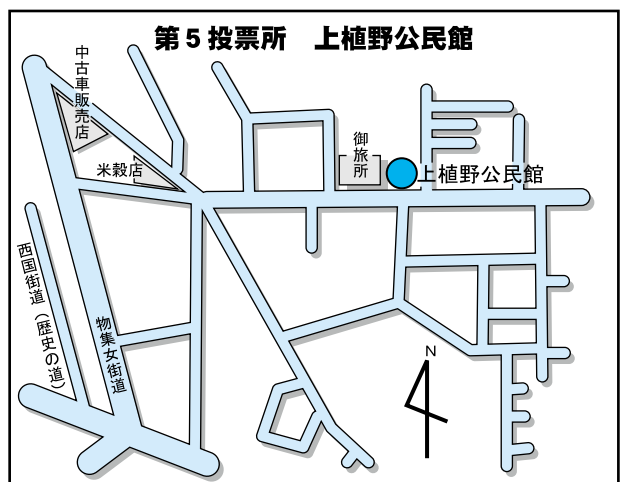 第5投票所　上植野公民館
中古車販売店
米穀店
御旅所
上植野公民館
西国街道（歴史の道）
物集女街道
N